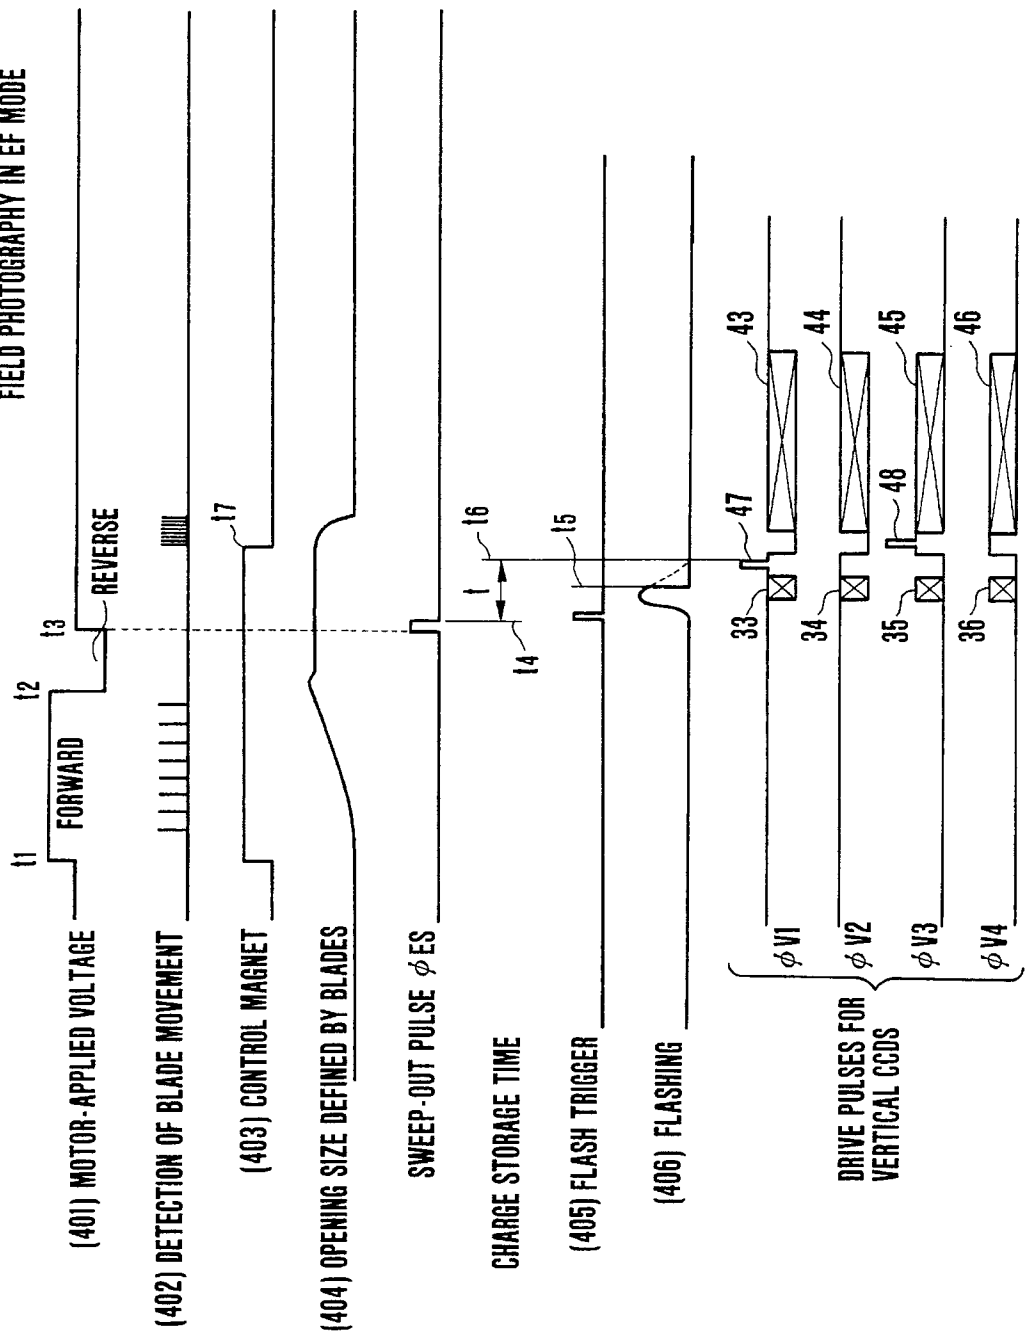 FIELD PHOTOGRAPHY IN EF MODE
t1
t2
t3
(401) MOTOR-APPLIED VOLTAGE
FORWARD
REVERSE
(402) DETECTION OF BLADE MOVEMENT
(403) CONTROL MAGNET
t7
(404) OPENING SIZE DEFINED BY BLADES
SWEEP-OUT PULSE ϕES
CHARGE STORAGE TIME
t4
t
t6
(405) FLASH TRIGGER
t5
(406) FLASHING
DRIVE PULSES FOR
VERTICAL CCDS
ϕV1
33
47
43
ϕV2
34
44
ϕV3
35
48
45
ϕV4
36
46